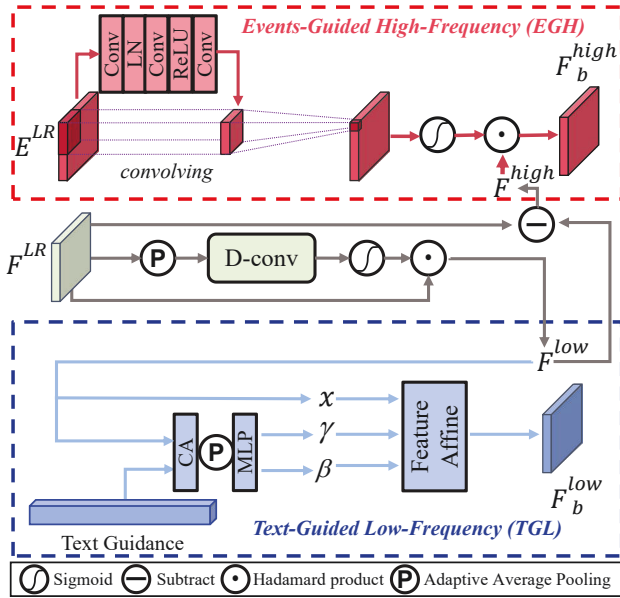 Events-Guided High-Frequency (EGH)
Conv
LN
Conv
ReLU
Conv
E^{LR}
convolving
F_b^{high}
F^{high}
F^{LR}
P
D-conv
F^{low}
x
γ
β
CA
P
MLP
Feature
Affine
F_b^{low}
Text Guidance
Text-Guided Low-Frequency (TGL)
Sigmoid
Subtract
Hadamard product
P Adaptive Average Pooling